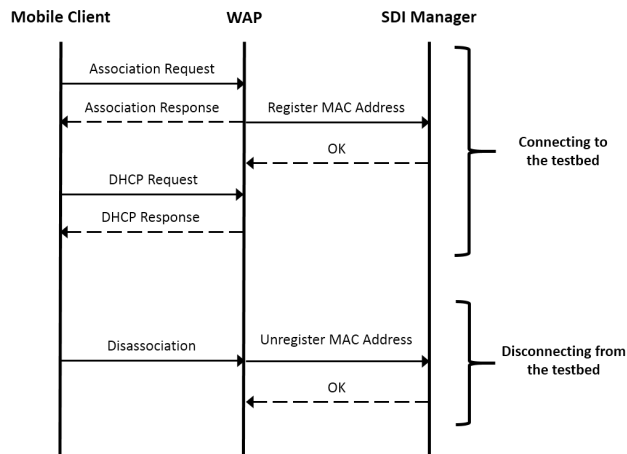 Mobile Client
WAP
SDI Manager
Association Request
Association Response
Register MAC Address
OK
DHCP Request
DHCP Response
Connecting to
the testbed
Disassociation
Unregister MAC Address
OK
Disconnecting from
the testbed